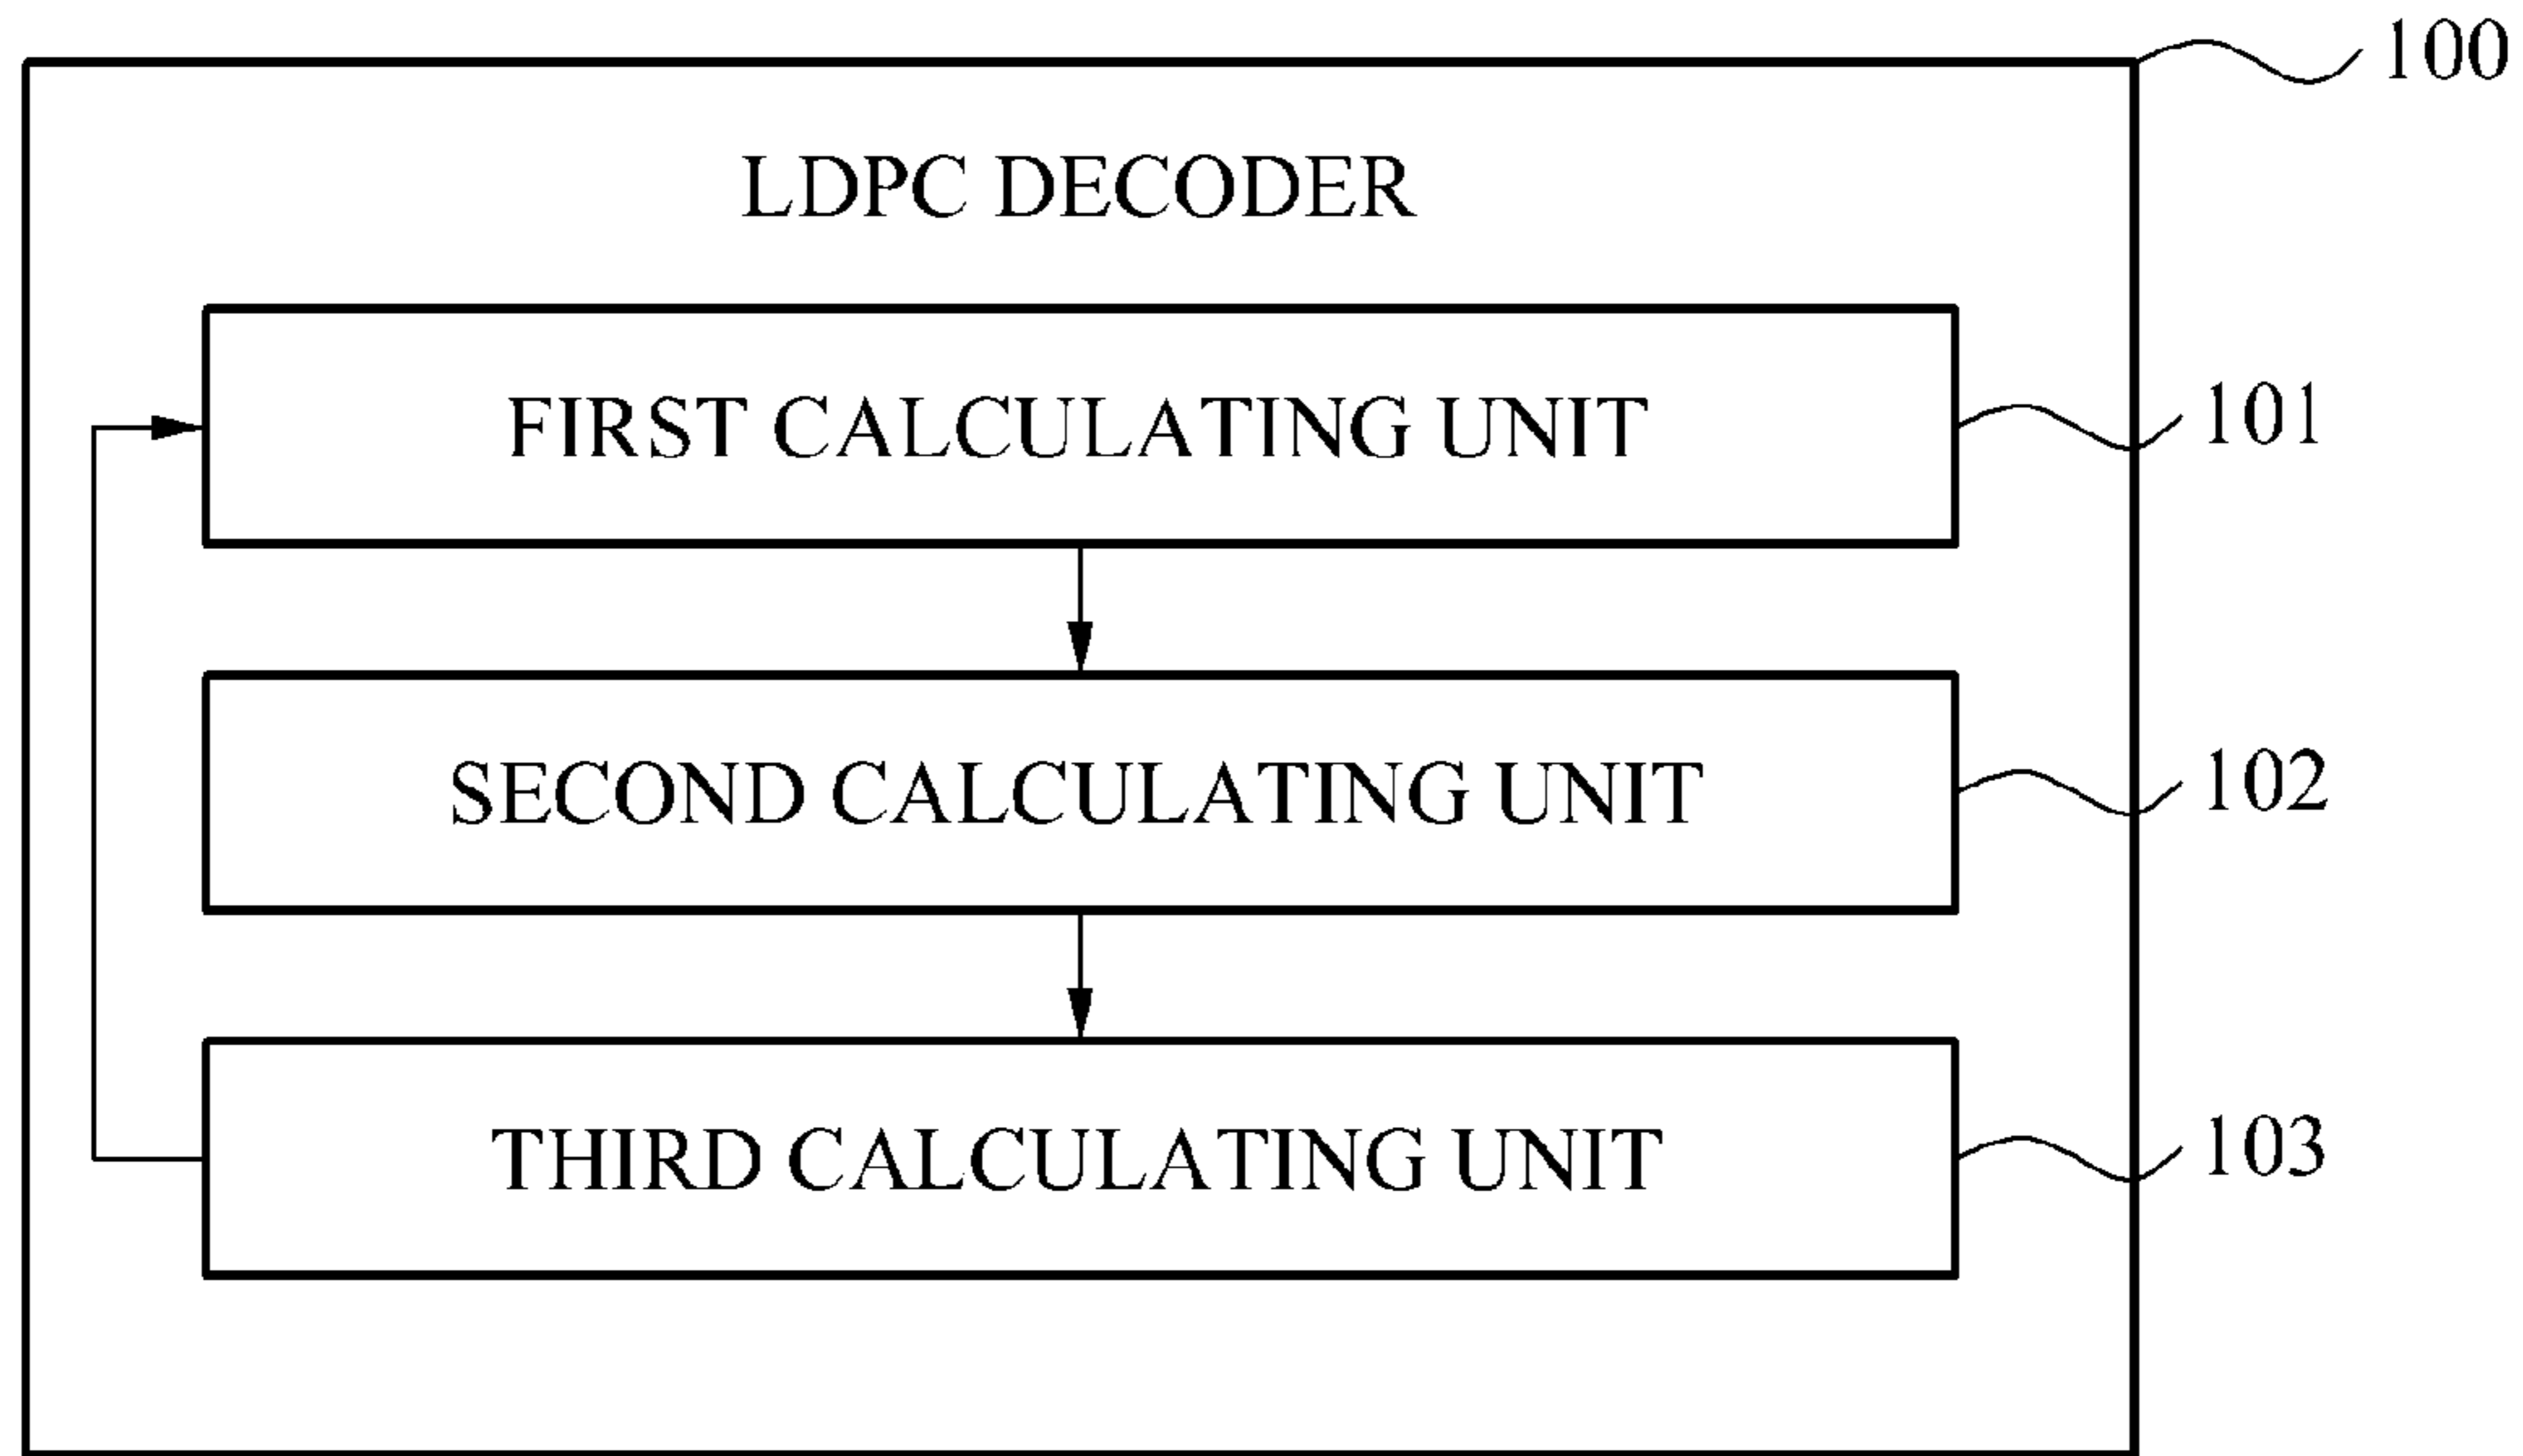 100
LDPC DECODER
FIRST CALCULATING UNIT
101
SECOND CALCULATING UNIT
102
THIRD CALCULATING UNIT
103